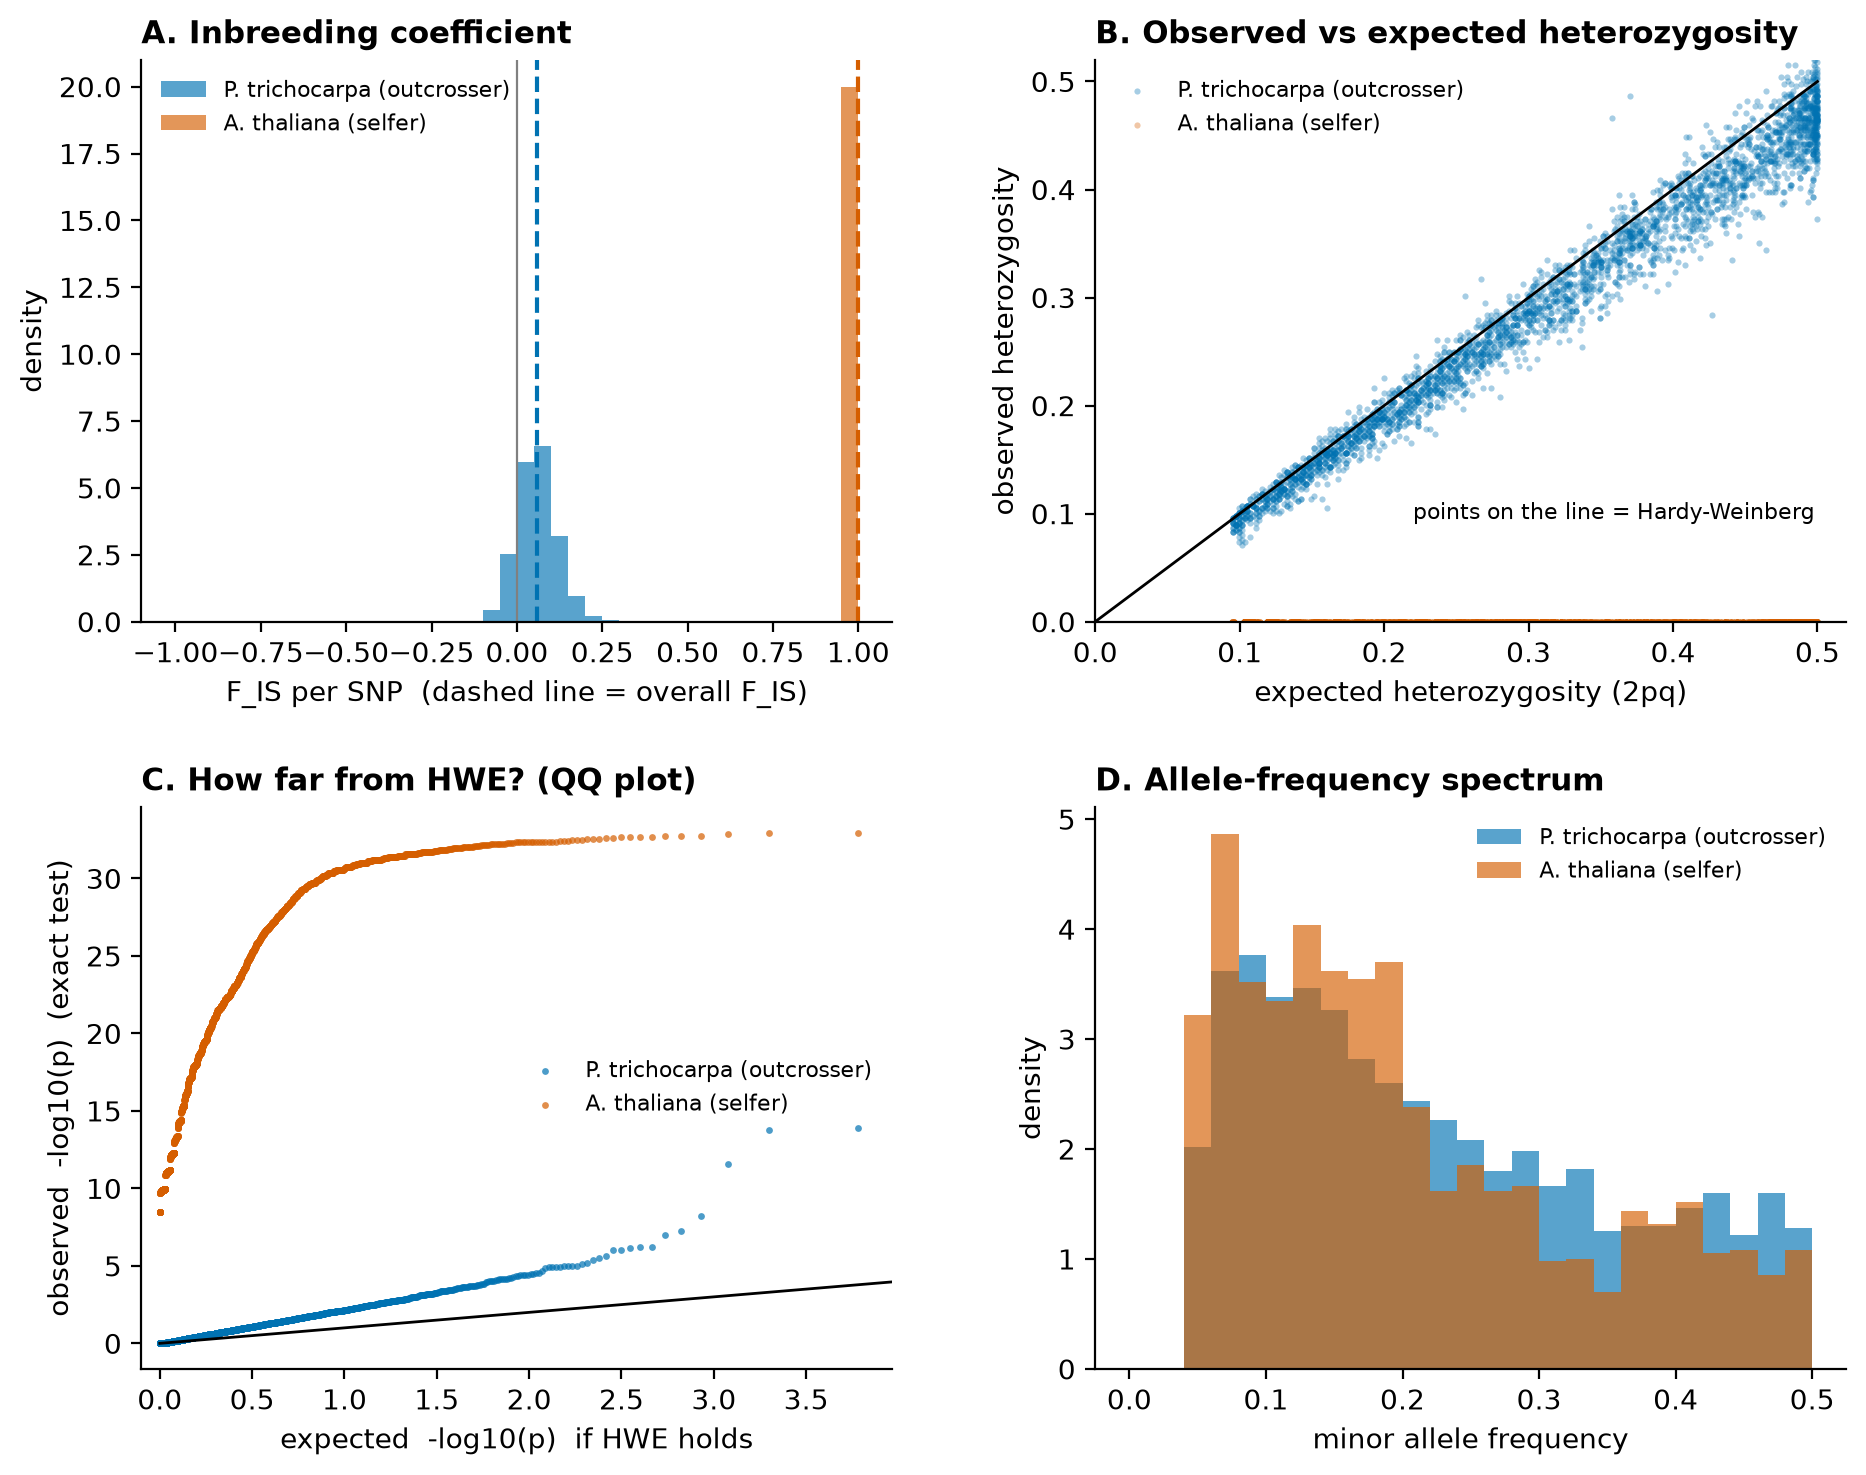 A. Inbreeding coefficient
P. trichocarpa (outcrosser)
A. thaliana (selfer)
density
20.0
17.5
15.0
12.5
10.0
7.5
5.0
2.5
0.0
−1.00 −0.75 −0.50 −0.25 0.00 0.25 0.50 0.75 1.00
F_IS per SNP  (dashed line = overall F_IS)
B. Observed vs expected heterozygosity
P. trichocarpa (outcrosser)
A. thaliana (selfer)
observed heterozygosity
0.5
0.4
0.3
0.2
0.1
0.0
points on the line = Hardy-Weinberg
0.0 0.1 0.2 0.3 0.4 0.5
expected heterozygosity (2pq)
C. How far from HWE? (QQ plot)
observed  -log10(p)  (exact test)
30
25
20
15
10
5
0
P. trichocarpa (outcrosser)
A. thaliana (selfer)
0.0 0.5 1.0 1.5 2.0 2.5 3.0 3.5
expected  -log10(p)  if HWE holds
D. Allele-frequency spectrum
P. trichocarpa (outcrosser)
A. thaliana (selfer)
density
5
4
3
2
1
0
0.0 0.1 0.2 0.3 0.4 0.5
minor allele frequency